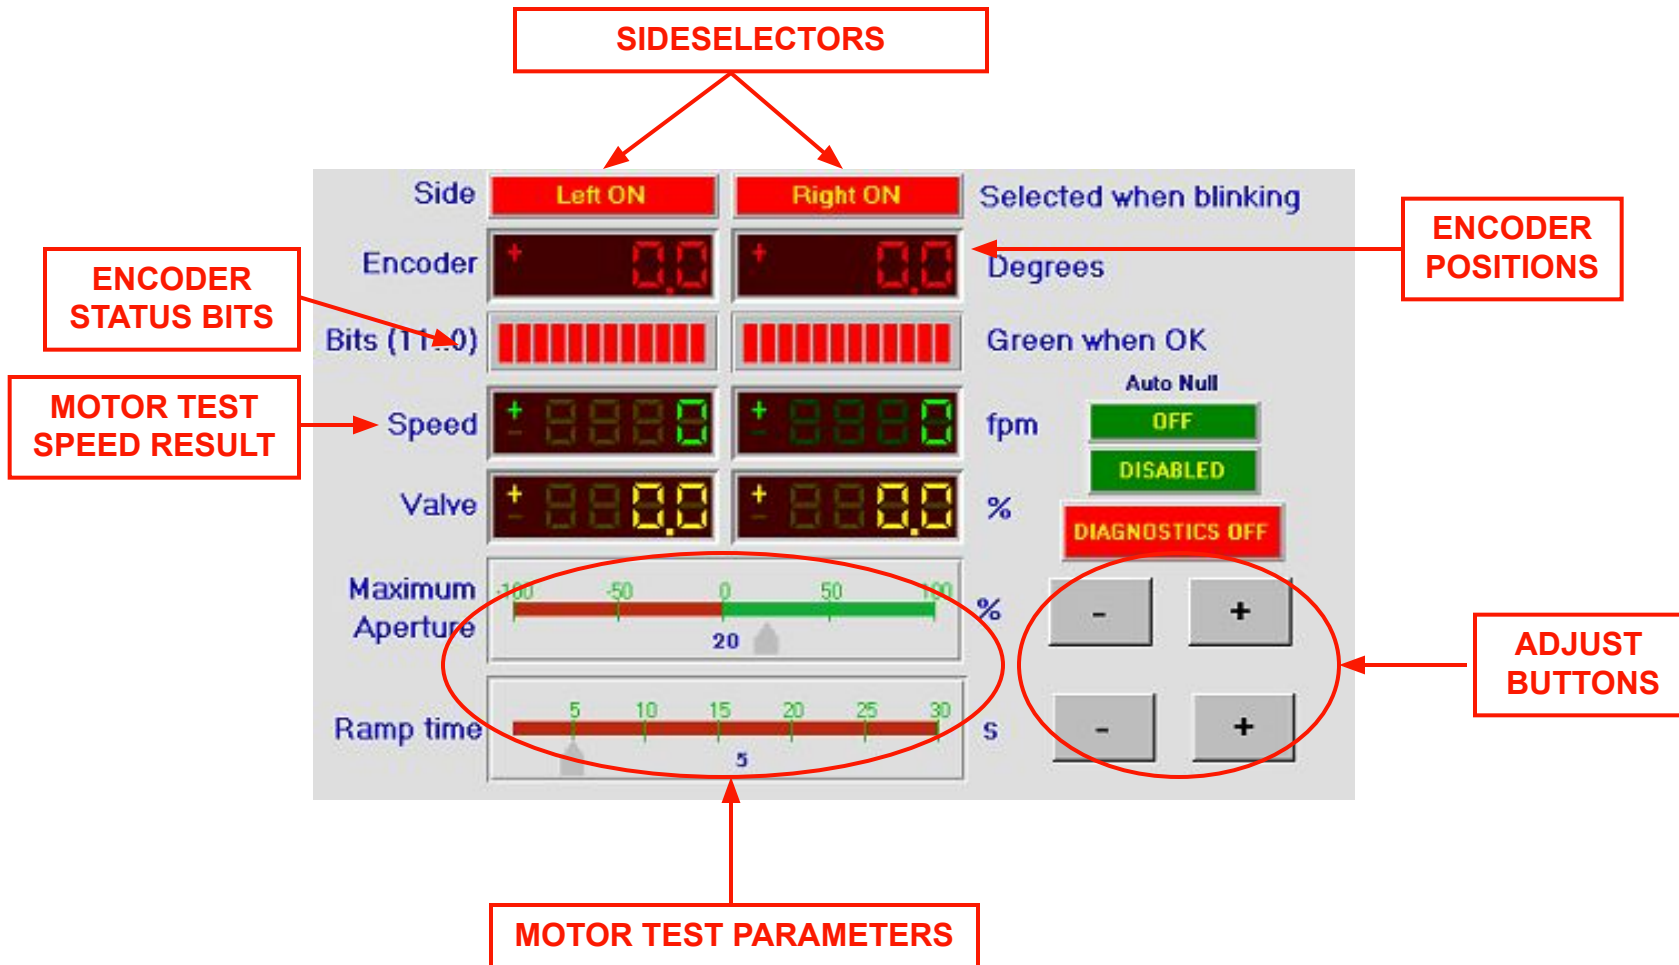 SIDESELECTORS
Side Left ON Right ON Selected when blinking
ENCODER
POSITIONS
Encoder + 0.0 + 0.0 Degrees
ENCODER
STATUS BITS
Bits (11..0) Green when OK
Auto Null
MOTOR TEST
SPEED RESULT
Speed + 0 + 0 fpm OFF
DISABLED
Valve + 0.0 + 0.0 %
DIAGNOSTICS OFF
Maximum
Aperture
-100 -50 0 50 100
20
%
- +
ADJUST
BUTTONS
Ramp time
5 10 15 20 25 30
5
s
- +
MOTOR TEST PARAMETERS